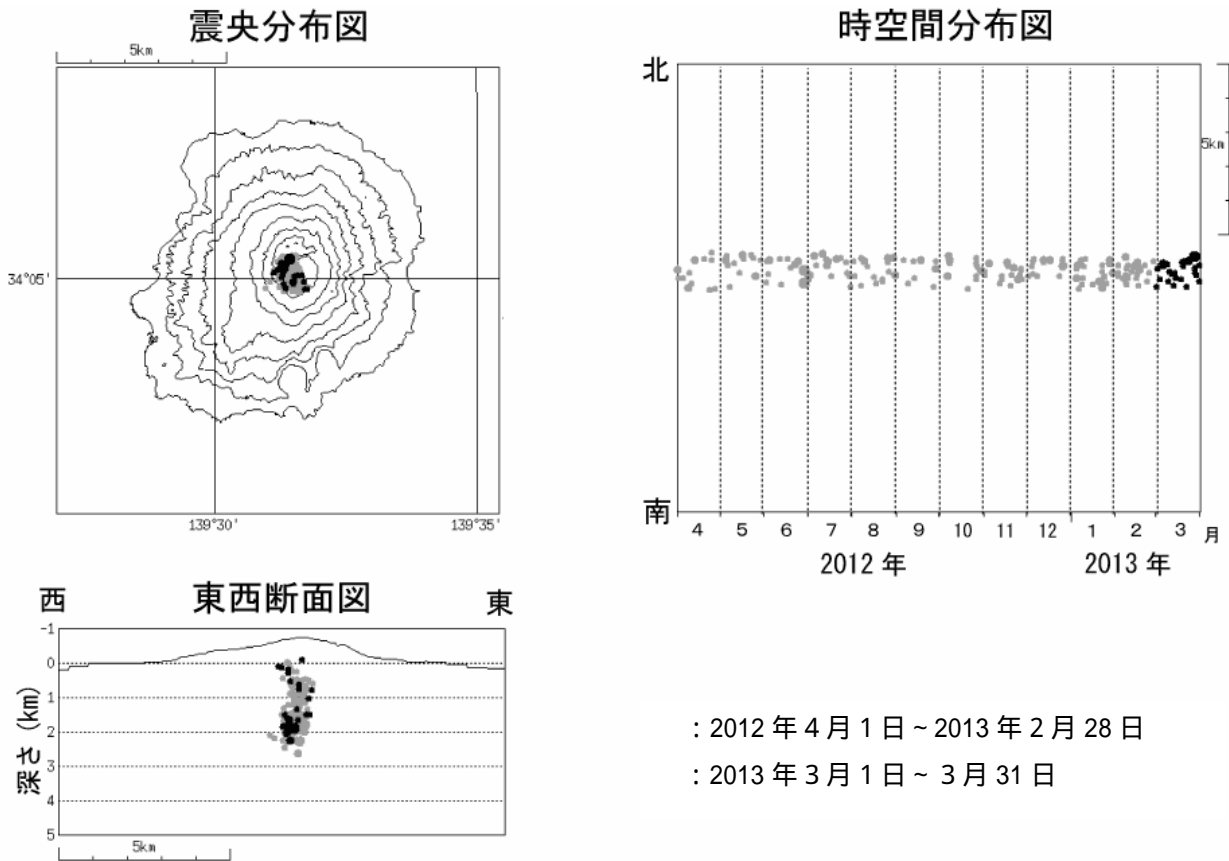 震央分布図
5km
34°05'
139°30'
139°35'
時空間分布図
北
5km
南
4 5 6 7 8 9 10 11 12 1 2 3 月
2012 年 2013 年
西 東西断面図 東
-1
0
1
2
3
4
5
深さ (km)
5km
: 2012 年 4 月 1 日 ~ 2013 年 2 月 28 日
: 2013 年 3 月 1 日 ~ 3 月 31 日